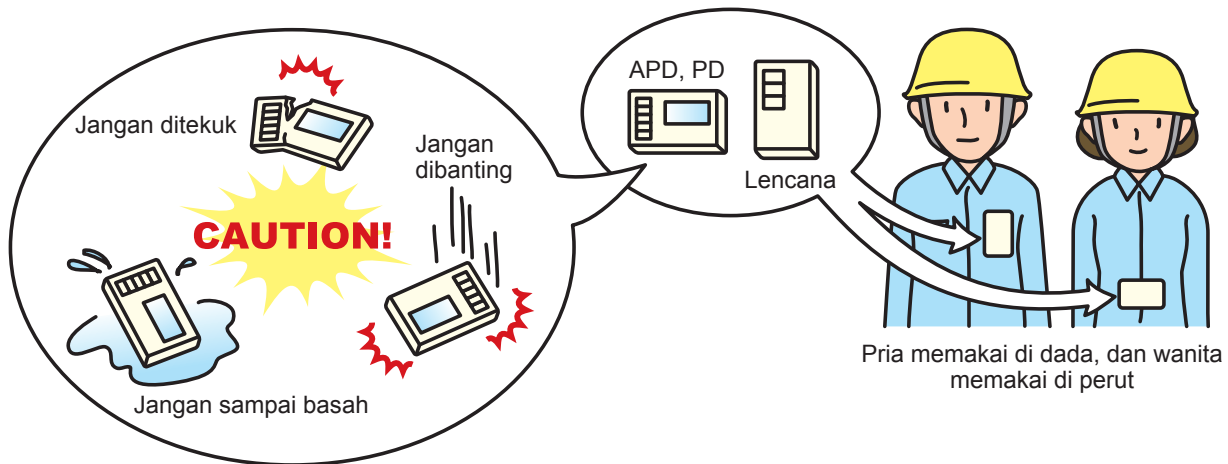 Jangan ditekuk
Jangan
dibanting
CAUTION!
Jangan sampai basah
APD, PD
Lencana
Pria memakai di dada, dan wanita
memakai di perut